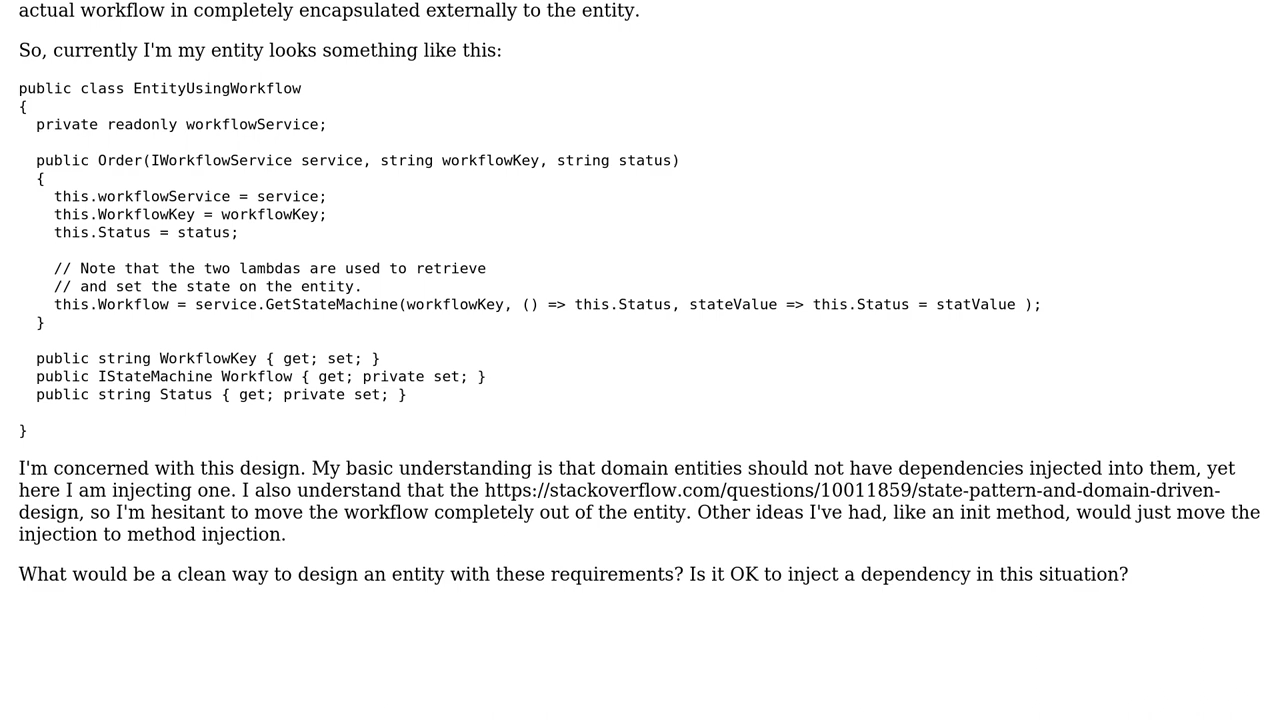 actual workflow in completely encapsulated externally to the entity.
So, currently I'm my entity looks something like this:
public class EntityUsingWorkflow
{
  private readonly workflowService;

  public Order(IWorkflowService service, string workflowKey, string status)
  {
    this.workflowService = service;
    this.WorkflowKey = workflowKey;
    this.Status = status;

    // Note that the two lambdas are used to retrieve
    // and set the state on the entity.
    this.Workflow = service.GetStateMachine(workflowKey, () => this.Status, stateValue => this.Status = statValue );
  }

  public string WorkflowKey { get; set; }
  public IStateMachine Workflow { get; private set; }
  public string Status { get; private set; }

}
I'm concerned with this design. My basic understanding is that domain entities should not have dependencies injected into them, yet
here I am injecting one. I also understand that the https://stackoverflow.com/questions/10011859/state-pattern-and-domain-driven-
design, so I'm hesitant to move the workflow completely out of the entity. Other ideas I've had, like an init method, would just move the
injection to method injection.
What would be a clean way to design an entity with these requirements? Is it OK to inject a dependency in this situation?